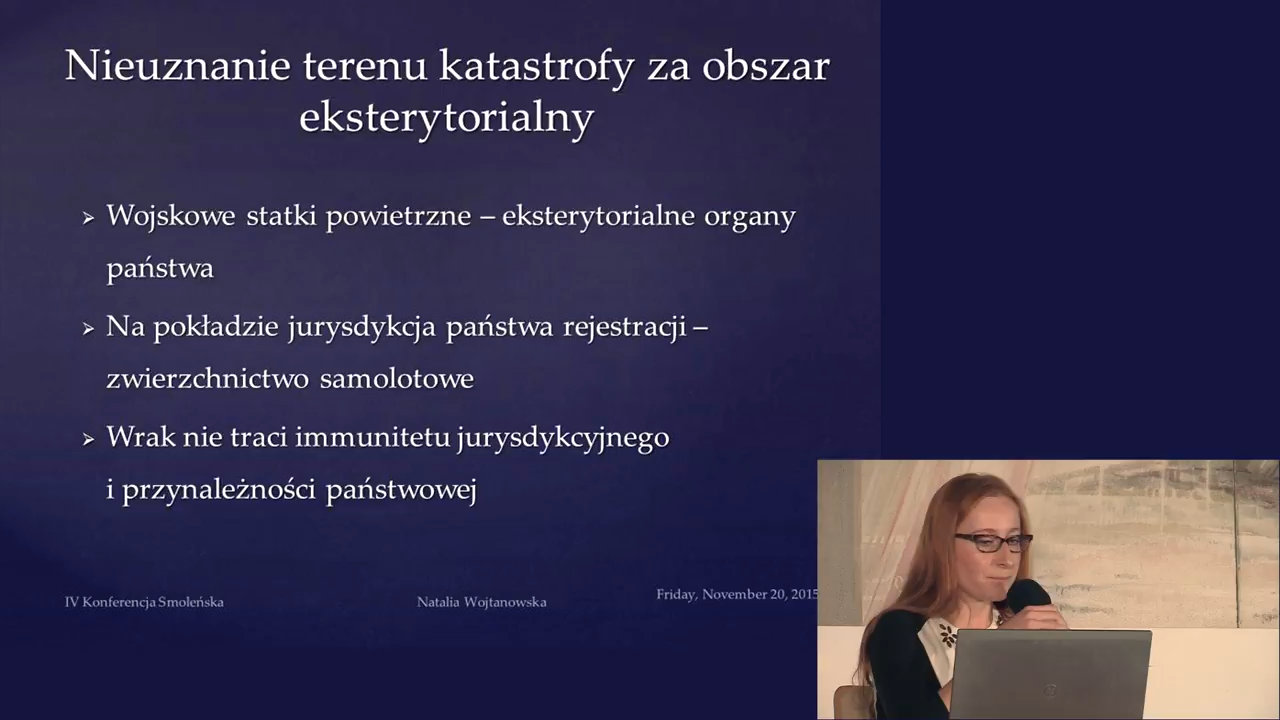 Nieuznanie terenu katastrofy za obszar
eksterytorialny
Wojskowe statki powietrzne – eksterytorialne organy
państwa
Na pokładzie jurysdykcja państwa rejestracji –
zwierzchnictwo samolotowe
Wrak nie traci immunitetu jurysdykcyjnego
i przynależności państwowej
IV Konferencja Smoleńska
Natalia Wojtanowska
Friday, November 20, 2015